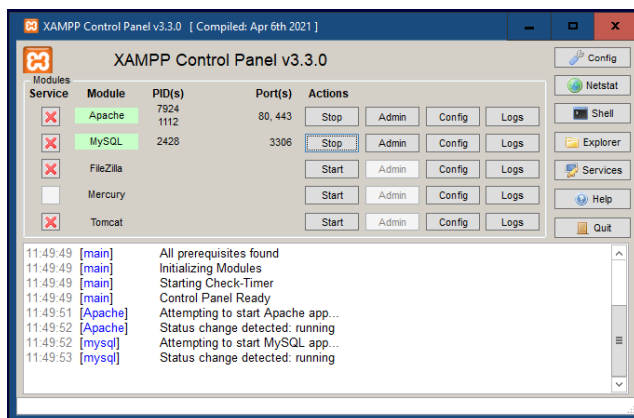 XAMPP Control Panel v3.3.0 [ Compiled: Apr 6th 2021 ]
XAMPP Control Panel v3.3.0
Config
Modules
Service Module PID(s) Port(s) Actions
Netstat
Apache 7924 1112 80, 443 Stop Admin Config Logs
Shell
MySQL 2428 3306 Stop Admin Config Logs
Explorer
FileZilla Start Admin Config Logs
Services
Mercury Start Admin Config Logs
Help
Tomcat Start Admin Config Logs
Quit
11:49:49 [main] All prerequisites found
11:49:49 [main] Initializing Modules
11:49:49 [main] Starting Check-Timer
11:49:49 [main] Control Panel Ready
11:49:51 [Apache] Attempting to start Apache app...
11:49:52 [Apache] Status change detected: running
11:49:52 [mysql] Attempting to start MySQL app...
11:49:53 [mysql] Status change detected: running